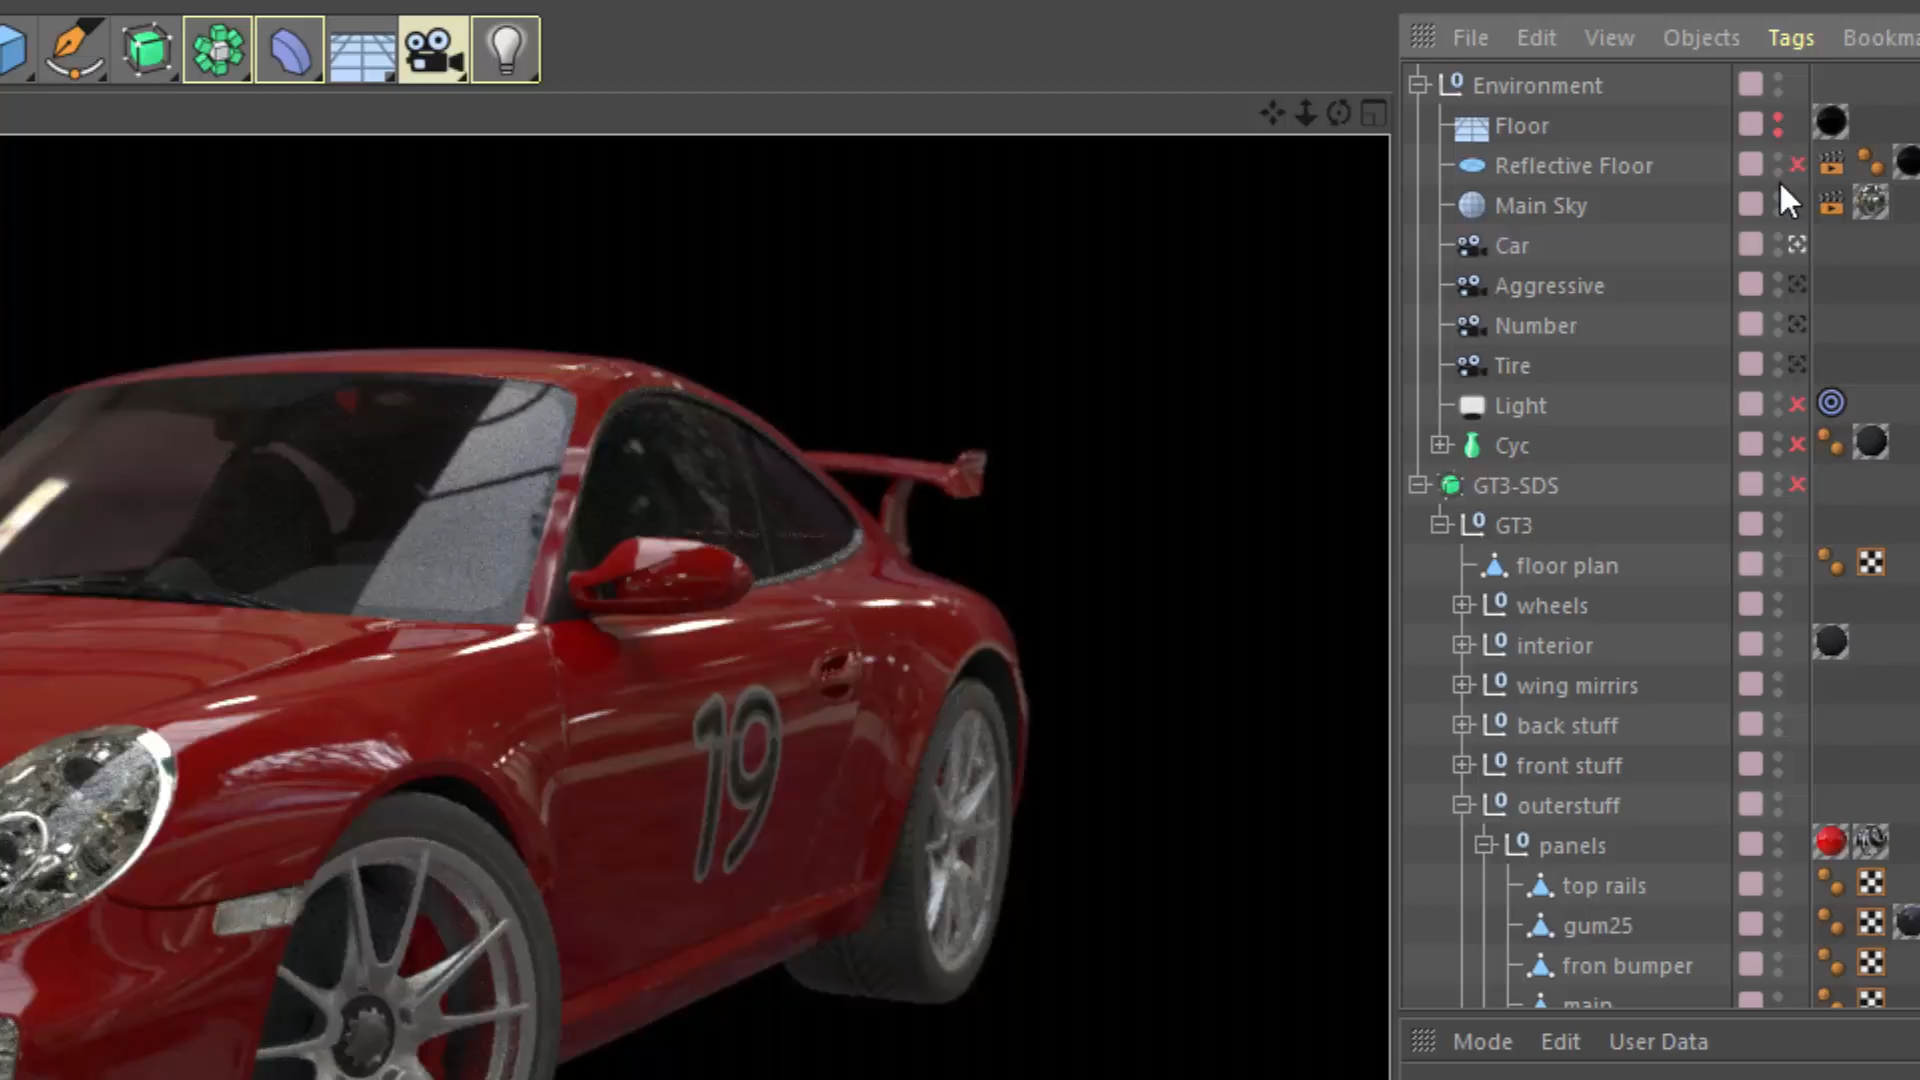 File Edit View Objects Tags
Environment
Floor
Reflective Floor
Main Sky
Car
Aggressive
Number
Tire
Light
Cyc
GT3-SDS
GT3
floor plan
wheels
interior
wing mirrirs
back stuff
front stuff
outerstuff
panels
top rails
gum25
fron bumper
main
Mode Edit User Data
19